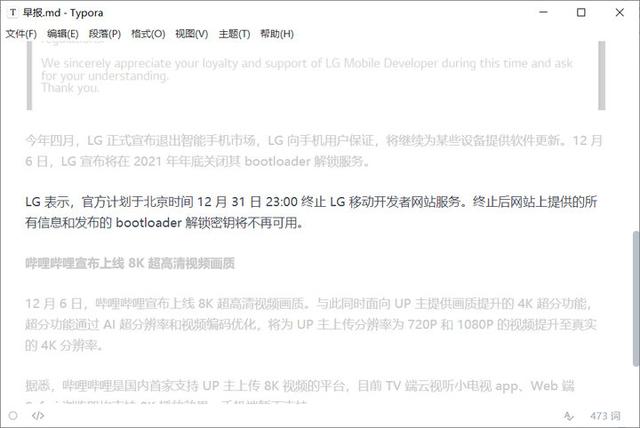 早报.md - Typora
文件(F) 编辑(E) 段落(P) 格式(O) 视图(V) 主题(T) 帮助(H)
We sincerely appreciate your loyalty and support of LG Mobile Developer during this time and ask
for your understanding.
Thank you.
今年四月，LG 正式宣布退出智能手机市场，LG 向手机用户保证，将继续为某些设备提供软件更新。12 月
6 日，LG 宣布将在 2021 年年底关闭其 bootloader 解锁服务。
LG 表示，官方计划于北京时间 12 月 31 日 23:00 终止 LG 移动开发者网站服务。终止后网站上提供的所
有信息和发布的 bootloader 解锁密钥将不再可用。
哔哩哔哩宣布上线 8K 超高清视频画质
12 月 6 日，哔哩哔哩宣布上线 8K 超高清视频画质。与此同时面向 UP 主提供画质提升的 4K 超分功能，
超分功能通过 AI 超分辨率和视频编码优化，将为 UP 主上传分辨率为 720P 和 1080P 的视频提升至真实
的 4K 分辨率。
据悉，哔哩哔哩是国内首家支持 UP 主上传 8K 视频的平台，目前 TV 端云视听小电视 app、Web 端
473 词